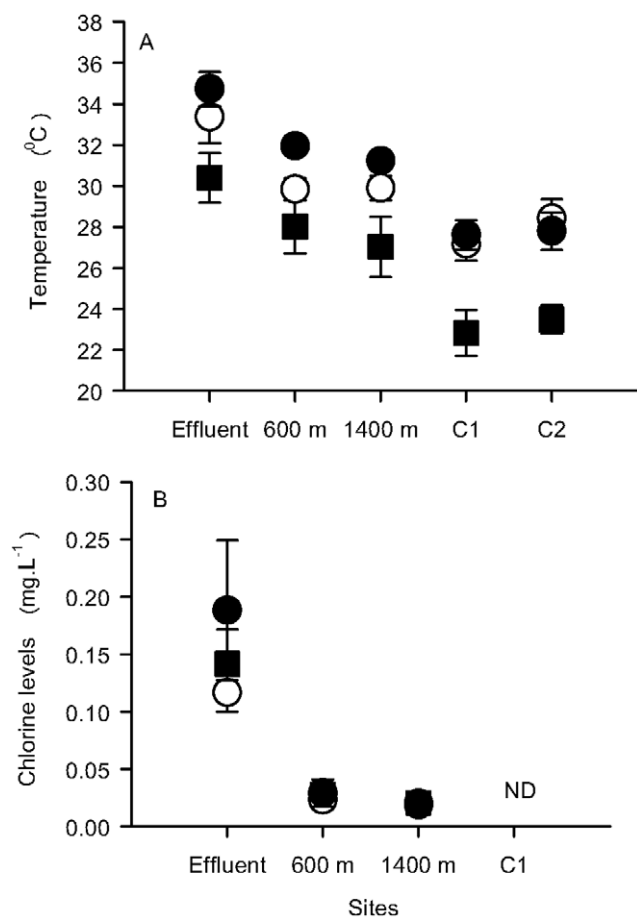 A
38
36
34
32
30
28
26
24
22
20
Temperature (⁰C)
Effluent 600 m 1400 m C1 C2
B
0.30
0.25
0.20
0.15
0.10
0.05
0.00
Chlorine levels (mg.L⁻¹)
ND
Effluent 600 m 1400 m C1
Sites